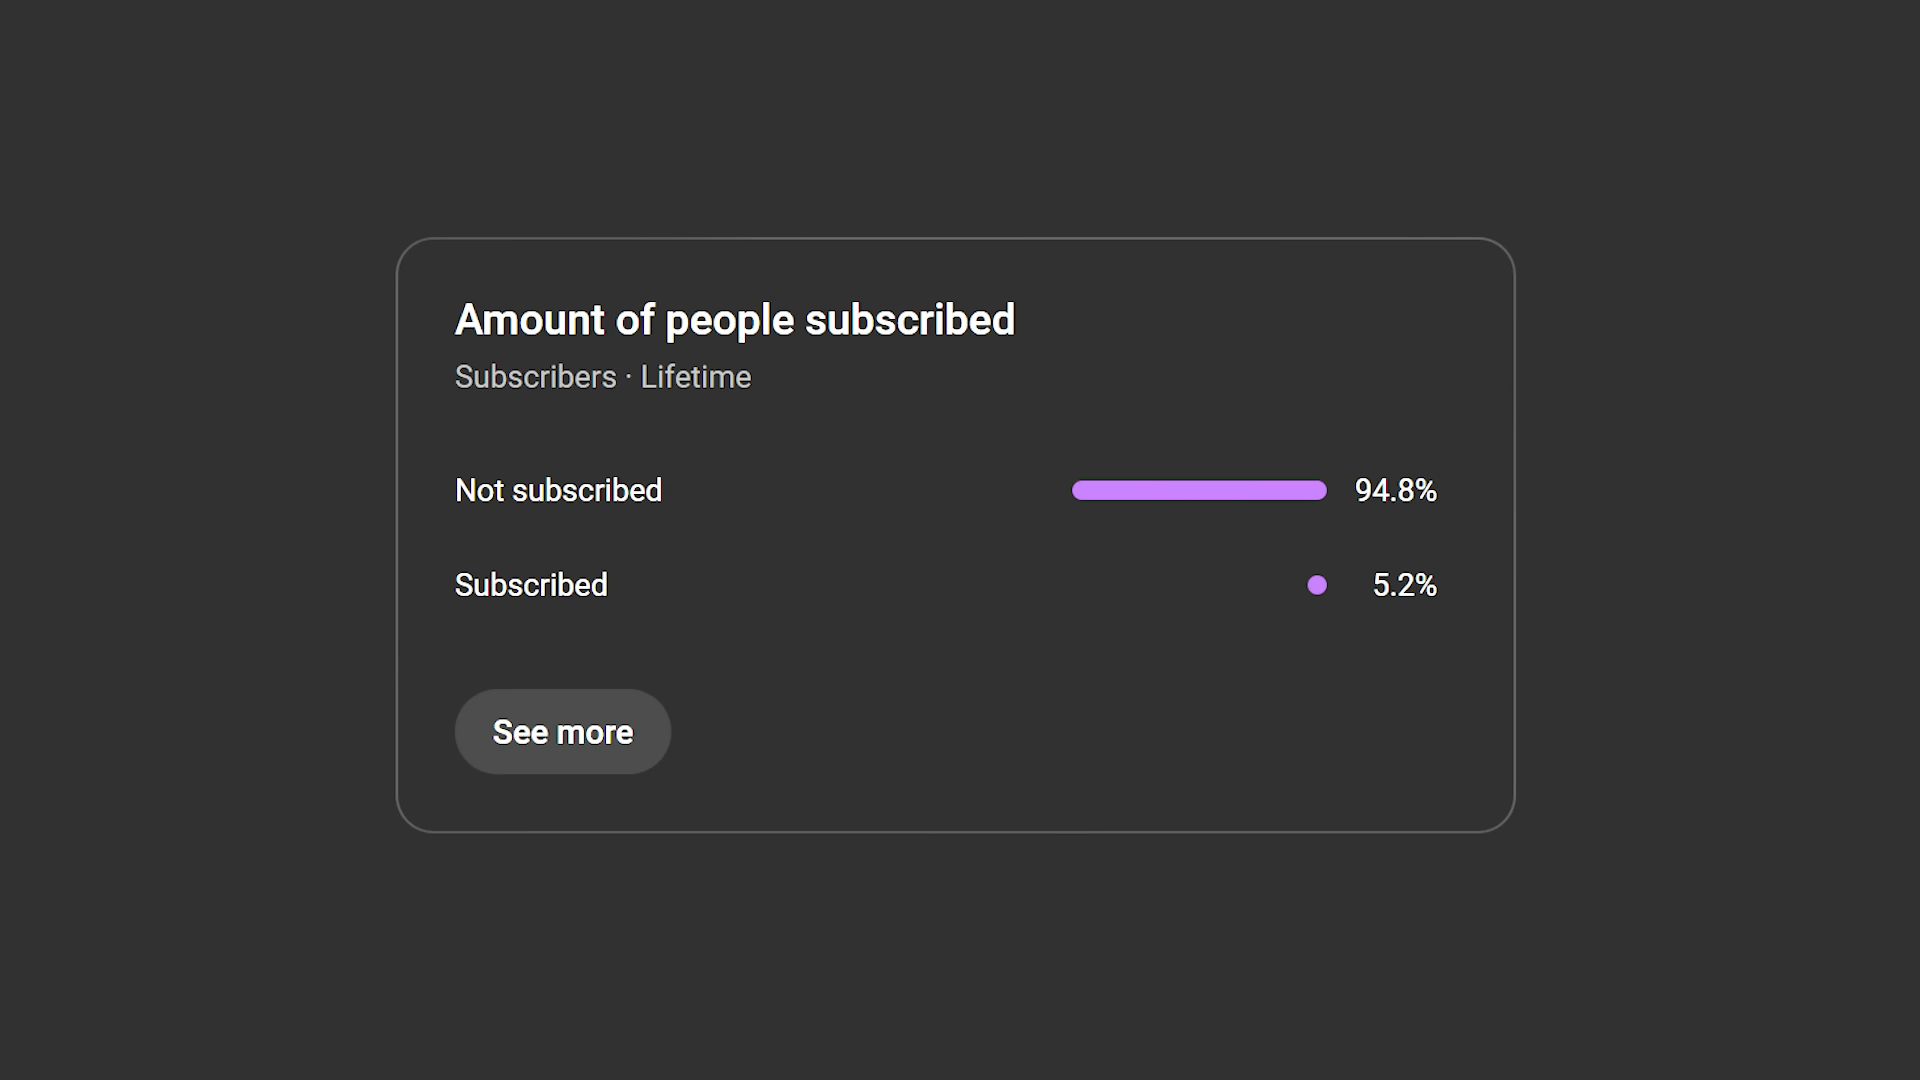 Amount of people subscribed
Subscribers · Lifetime
Not subscribed 94.8%
Subscribed 5.2%
See more